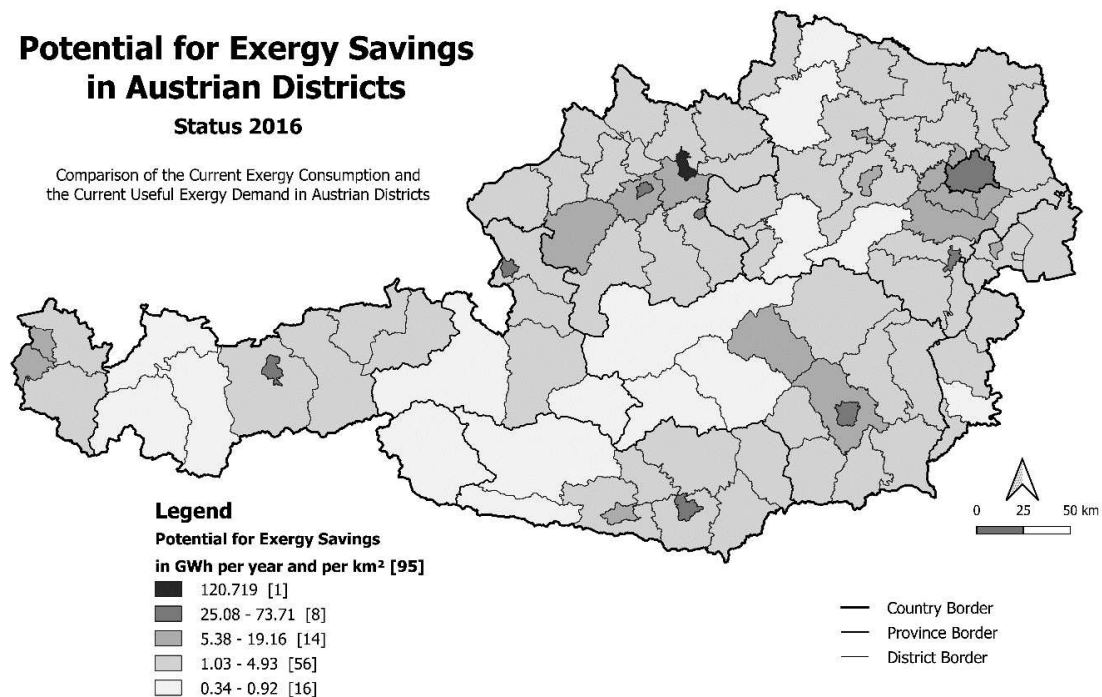 Potential for Exergy Savings
in Austrian Districts
Status 2016
Comparison of the Current Exergy Consumption and
the Current Useful Exergy Demand in Austrian Districts
Legend
Potential for Exergy Savings
in GWh per year and per km² [95]
120.719 [1]
25.08 - 73.71 [8]
5.38 - 19.16 [14]
1.03 - 4.93 [56]
0.34 - 0.92 [16]
0 25 50 km
Country Border
Province Border
District Border